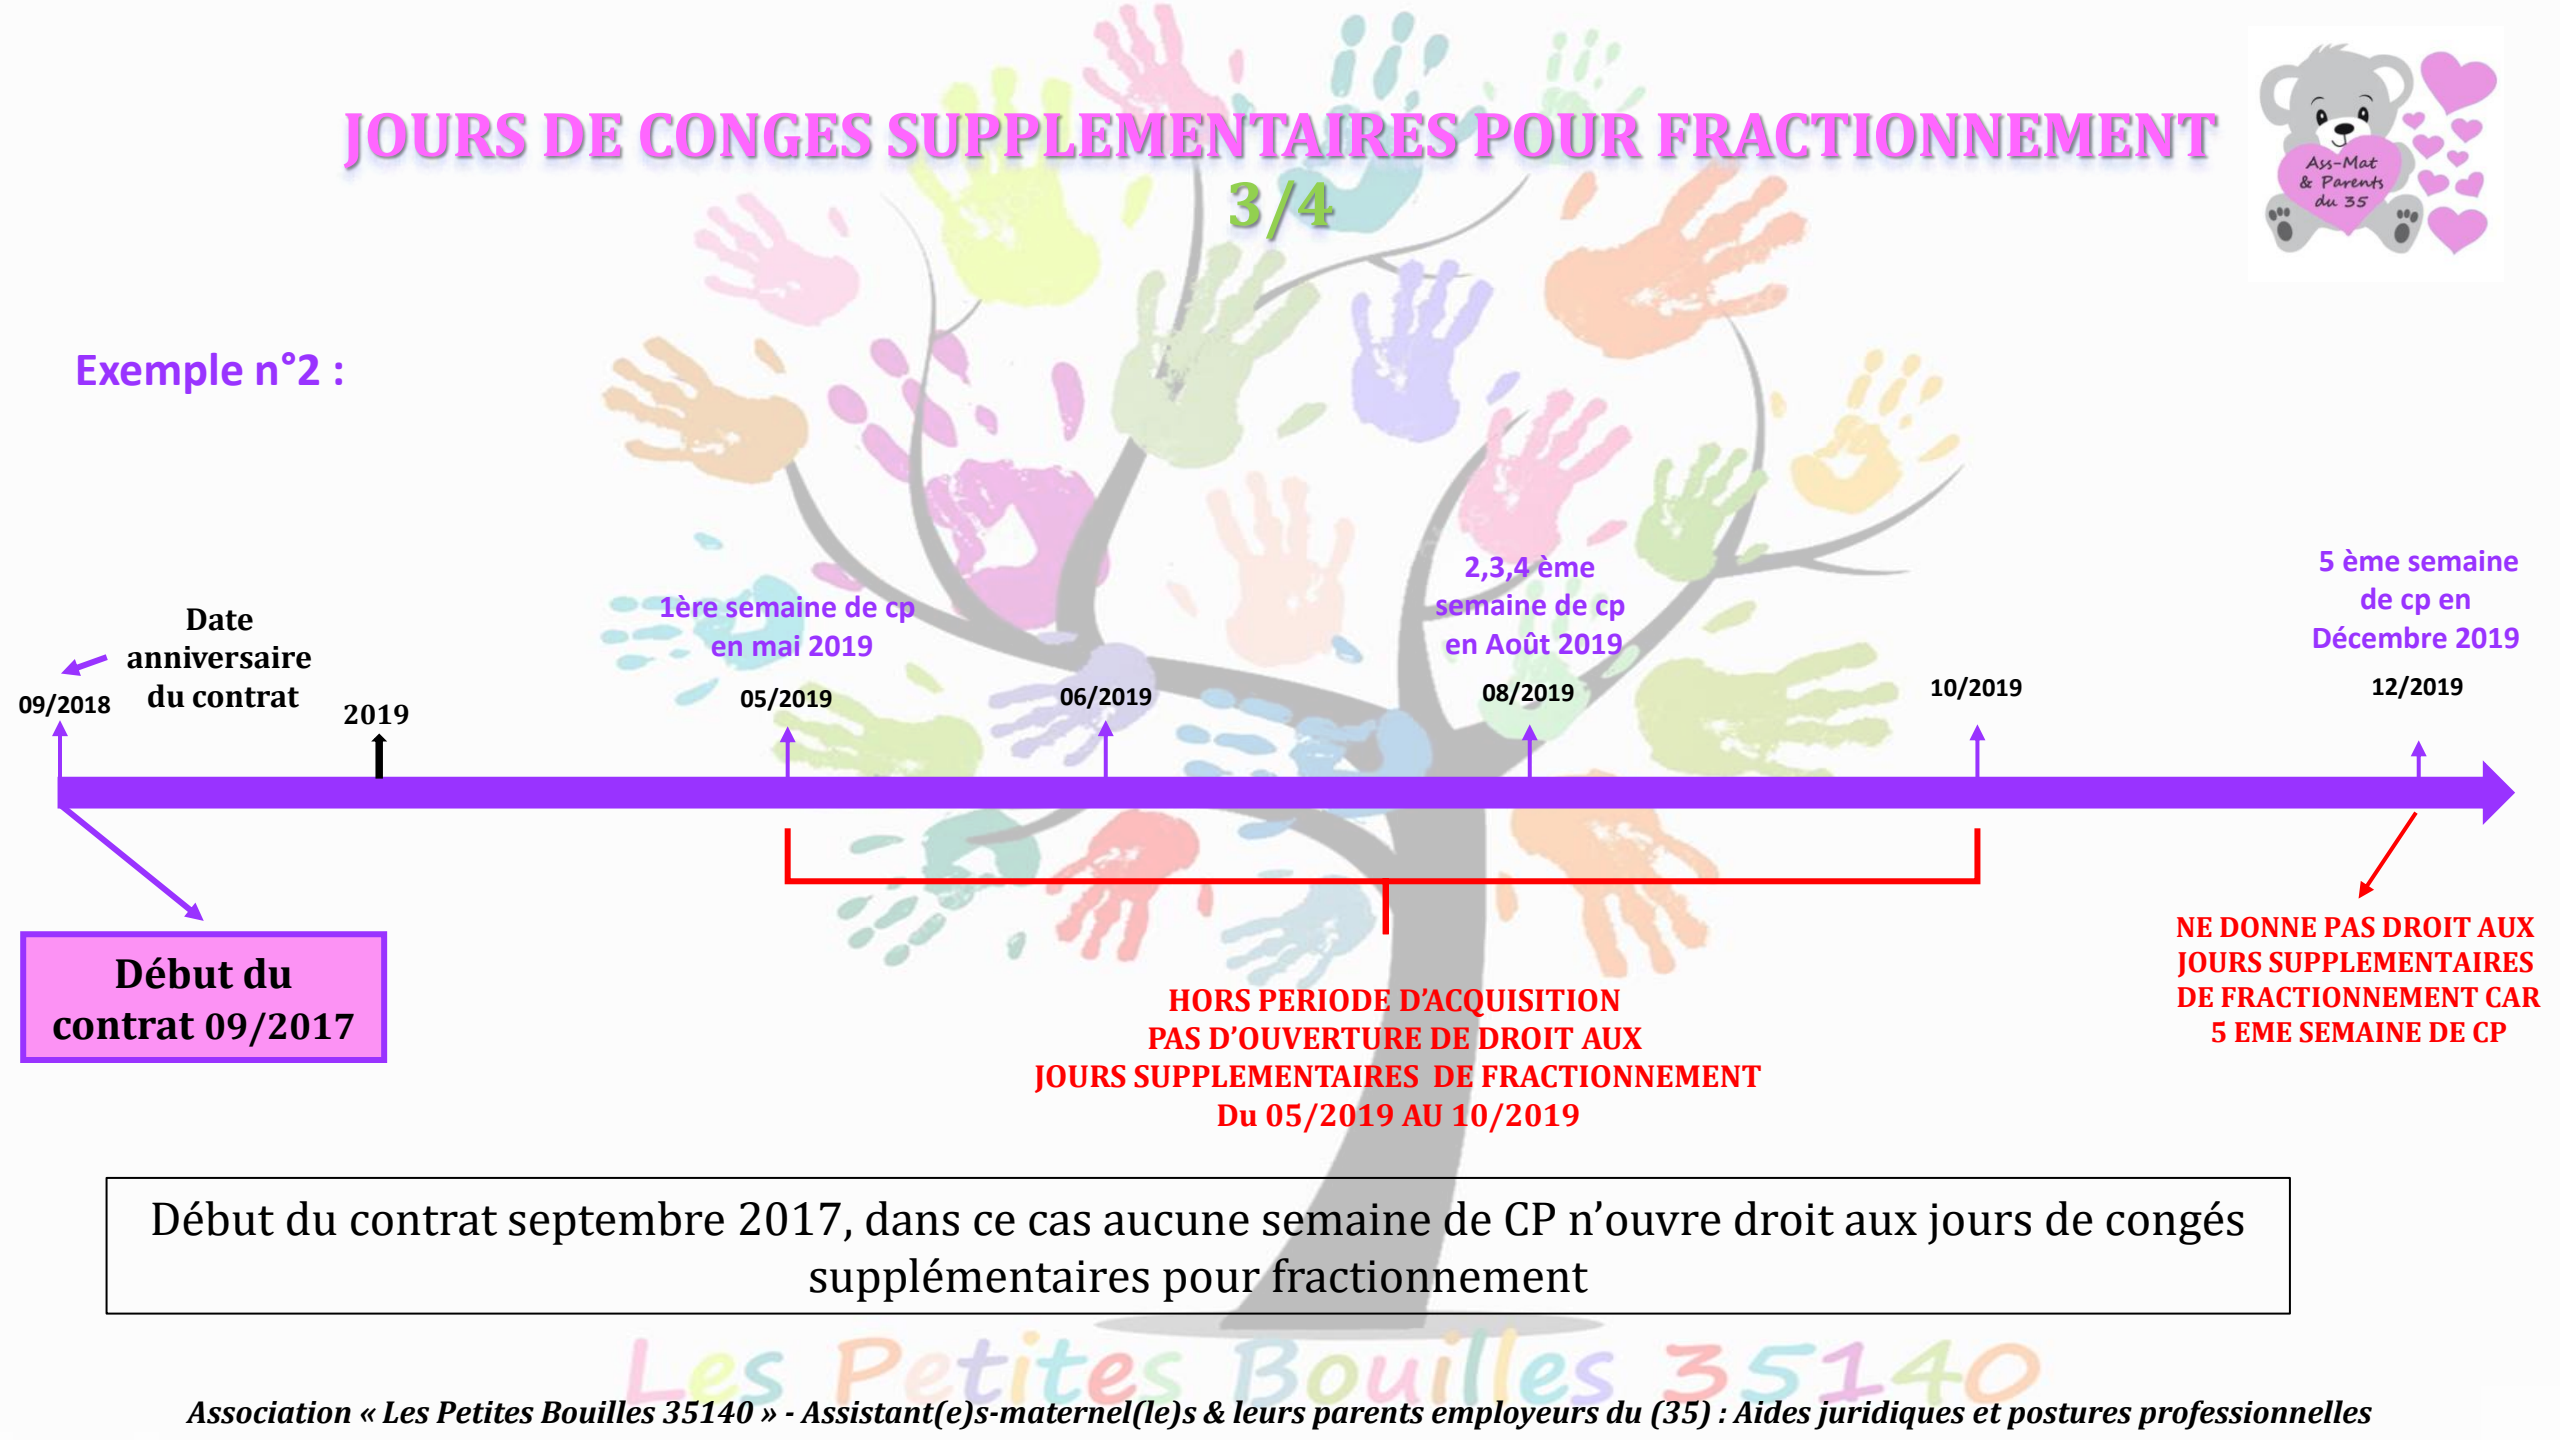 JOURS DE CONGES SUPPLEMENTAIRES POUR FRACTIONNEMENT
3/4
Ass-Mat
& Parents
du 35
Exemple n°2 :
Date
anniversaire
du contrat
09/2018
2019
1ère semaine de cp
en mai 2019
05/2019
06/2019
2,3,4 ème
semaine de cp
en Août 2019
08/2019
10/2019
5 ème semaine
de cp en
Décembre 2019
12/2019
Début du
contrat 09/2017
HORS PERIODE D’ACQUISITION
PAS D’OUVERTURE DE DROIT AUX
JOURS SUPPLEMENTAIRES DE FRACTIONNEMENT
Du 05/2019 AU 10/2019
NE DONNE PAS DROIT AUX
JOURS SUPPLEMENTAIRES
DE FRACTIONNEMENT CAR
5 EME SEMAINE DE CP
Début du contrat septembre 2017, dans ce cas aucune semaine de CP n’ouvre droit aux jours de congés
supplémentaires pour fractionnement
Les Petites Bouilles 35140
Association « Les Petites Bouilles 35140 » - Assistant(e)s-maternel(le)s & leurs parents employeurs du (35) : Aides juridiques et postures professionnelles